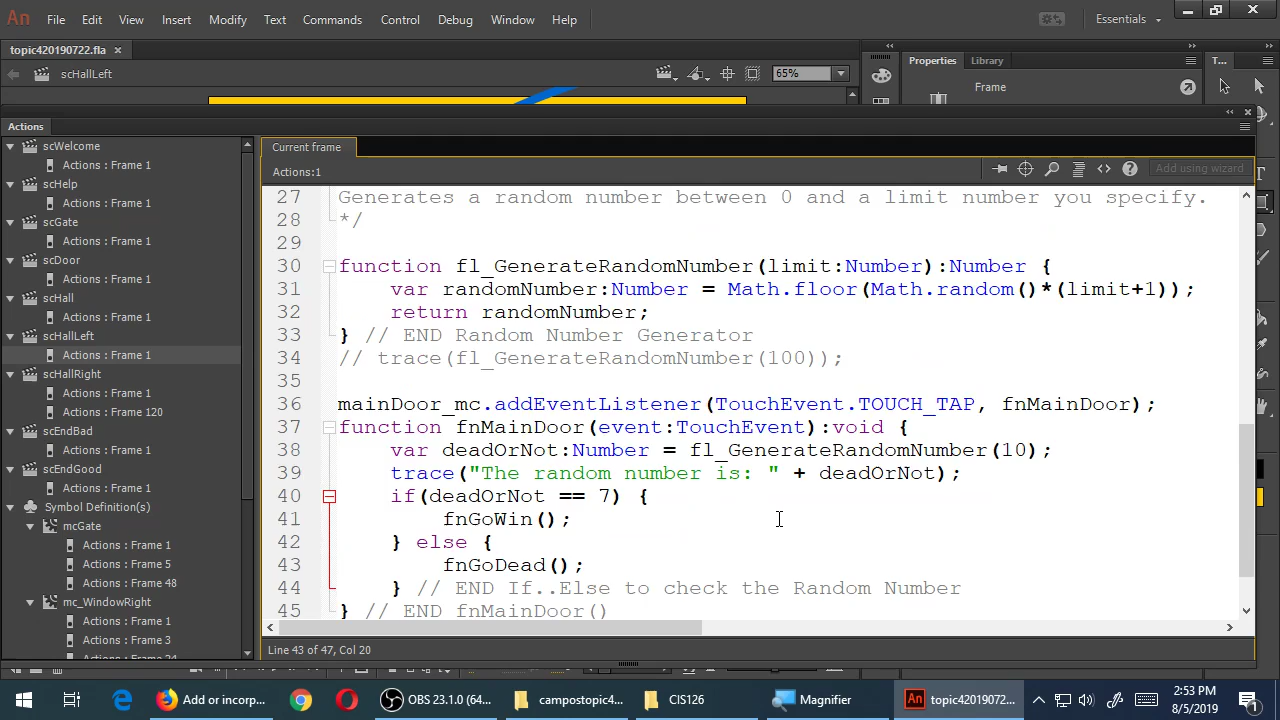 An File Edit View Insert Modify Text Commands Control Debug Window Help Essentials
topic420190722.fla
scHallLeft 65%
Properties Library T...
Frame
Actions
scWelcome
Actions : Frame 1
scHelp
Actions : Frame 1
scGate
Actions : Frame 1
scDoor
Actions : Frame 1
scHall
Actions : Frame 1
scHallLeft
Actions : Frame 1
scHallRight
Actions : Frame 1
Actions : Frame 120
scEndBad
Actions : Frame 1
scEndGood
Actions : Frame 1
Symbol Definition(s)
mcGate
Actions : Frame 1
Actions : Frame 5
Actions : Frame 48
mc_WindowRight
Actions : Frame 1
Actions : Frame 3
Current frame
Actions:1
Add using wizard
27 Generates a random number between 0 and a limit number you specify.
28 */
29
30 function fl_GenerateRandomNumber(limit:Number):Number {
31 var randomNumber:Number = Math.floor(Math.random()*(limit+1));
32 return randomNumber;
33 } // END Random Number Generator
34 // trace(fl_GenerateRandomNumber(100));
35
36 mainDoor_mc.addEventListener(TouchEvent.TOUCH_TAP, fnMainDoor);
37 function fnMainDoor(event:TouchEvent):void {
38 var deadOrNot:Number = fl_GenerateRandomNumber(10);
39 trace("The random number is: " + deadOrNot);
40 if(deadOrNot == 7) {
41 fnGoWin();
42 } else {
43 fnGoDead();
44 } // END If..Else to check the Random Number
45 } // END fnMainDoor()
Line 43 of 47, Col 20
Add or incorp... OBS 23.1.0 (64... campostopic4... CIS126 Magnifier An topic420190722... 2:53 PM
8/5/2019